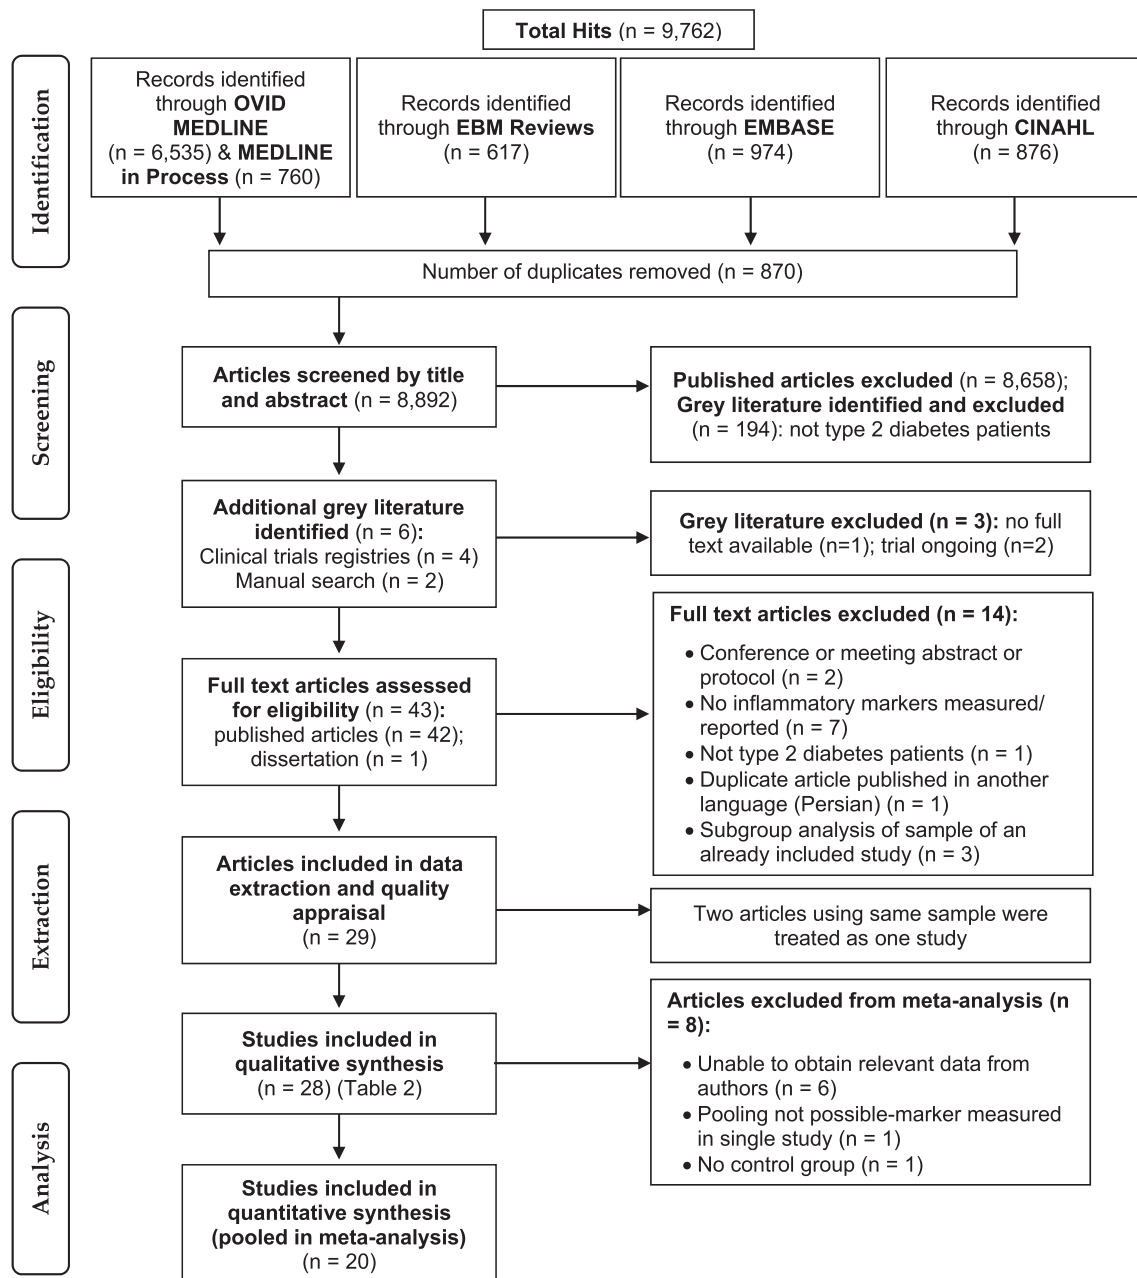 Total Hits (n = 9,762)
Identification
Records identified
through OVID
MEDLINE
(n = 6,535) & MEDLINE
in Process (n = 760)
Records identified
through EBM Reviews
(n = 617)
Records identified
through EMBASE
(n = 974)
Records identified
through CINAHL
(n = 876)
Number of duplicates removed (n = 870)
Screening
Articles screened by title
and abstract (n = 8,892)
Published articles excluded (n = 8,658);
Grey literature identified and excluded
(n = 194): not type 2 diabetes patients
Additional grey literature
identified (n = 6):
Clinical trials registries (n = 4)
Manual search (n = 2)
Grey literature excluded (n = 3): no full
text available (n=1); trial ongoing (n=2)
Eligibility
Full text articles assessed
for eligibility (n = 43):
published articles (n = 42);
dissertation (n = 1)
Full text articles excluded (n = 14):
• Conference or meeting abstract or
protocol (n = 2)
• No inflammatory markers measured/
reported (n = 7)
• Not type 2 diabetes patients (n = 1)
• Duplicate article published in another
language (Persian) (n = 1)
• Subgroup analysis of sample of an
already included study (n = 3)
Extraction
Articles included in data
extraction and quality
appraisal
(n = 29)
Two articles using same sample were
treated as one study
Studies included in
qualitative synthesis
(n = 28) (Table 2)
Articles excluded from meta-analysis (n
= 8):
• Unable to obtain relevant data from
authors (n = 6)
• Pooling not possible-marker measured
in single study (n = 1)
• No control group (n = 1)
Analysis
Studies included in
quantitative synthesis
(pooled in meta-analysis)
(n = 20)